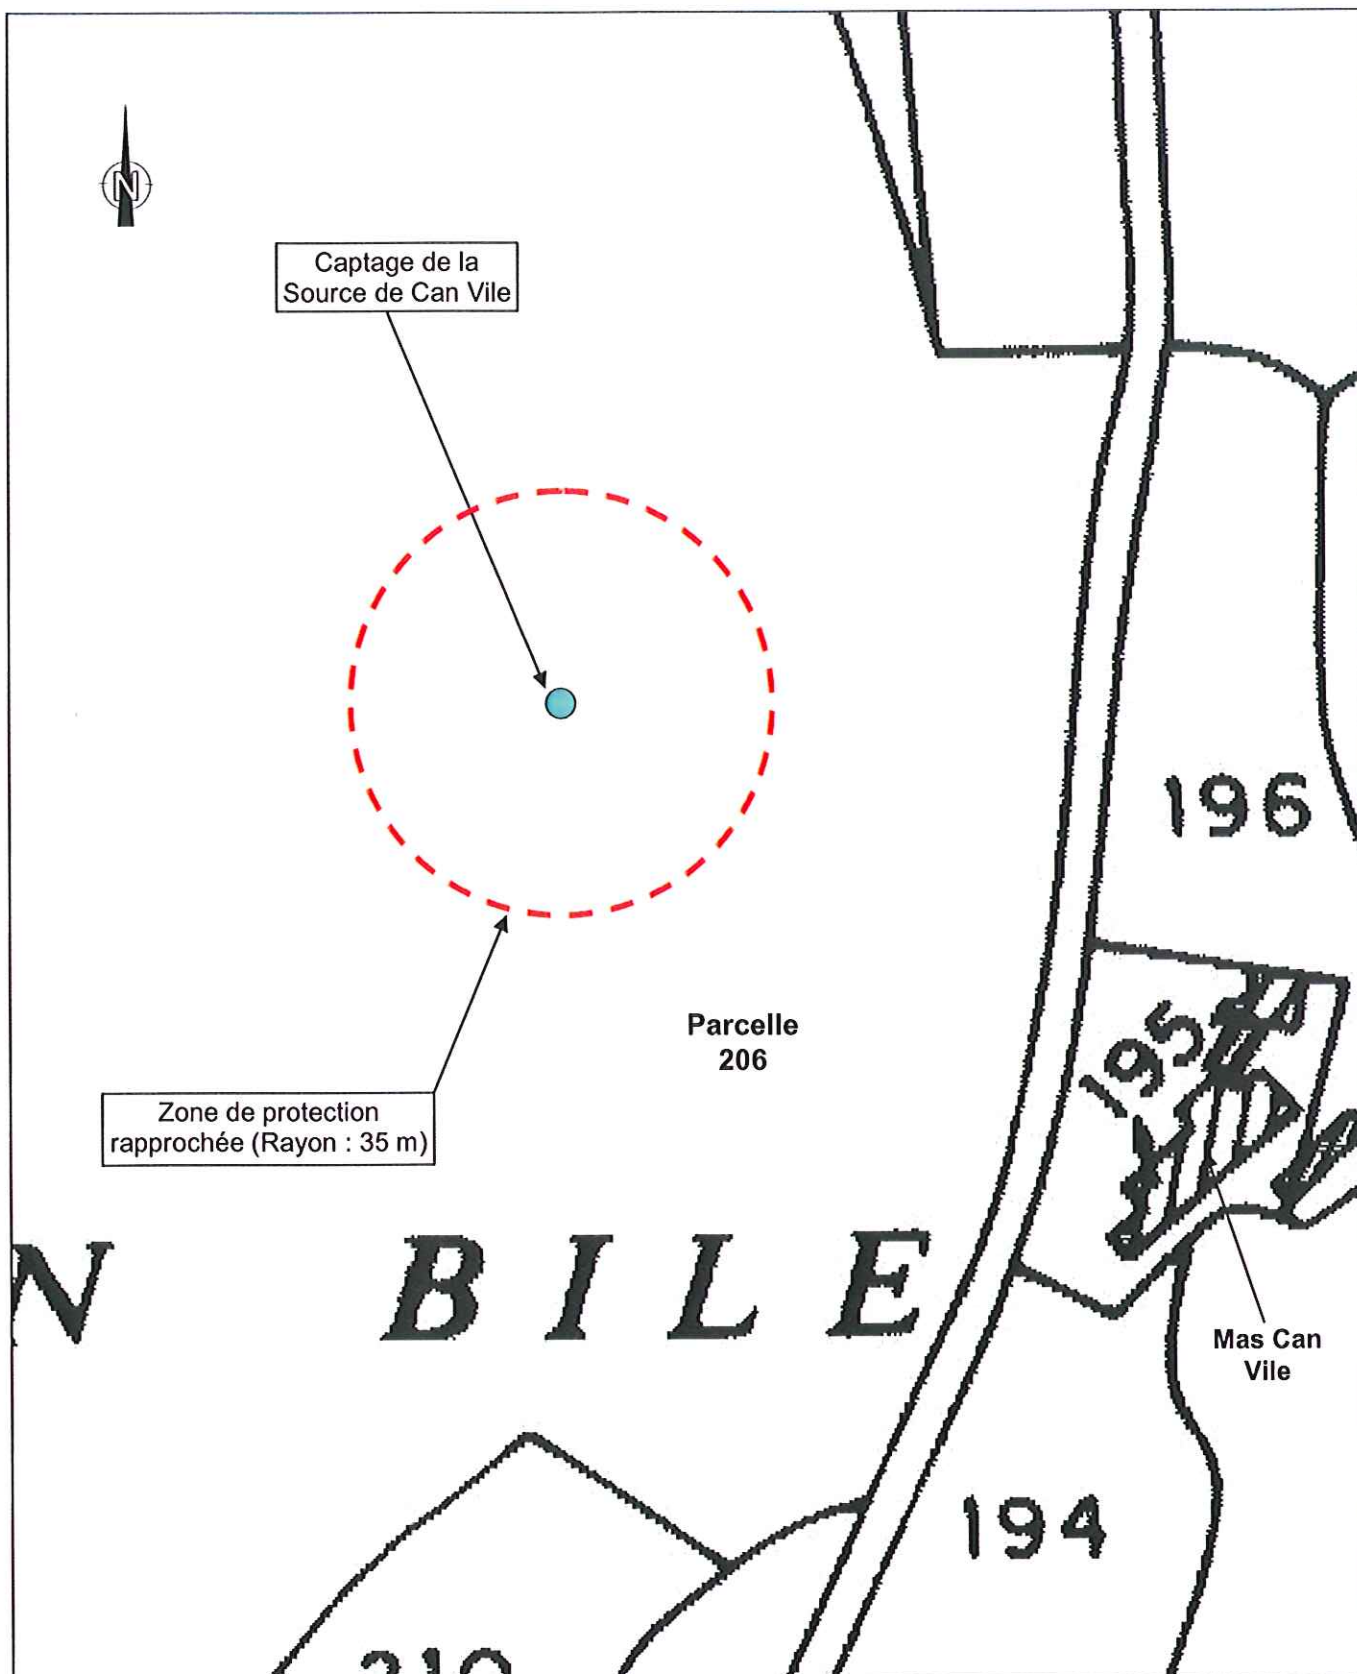 N
Captage de la
Source de Can Vile
196
Parcelle
206
195
Zone de protection
rapprochée (Rayon : 35 m)
N BILE
Mas Can
Vile
194
210